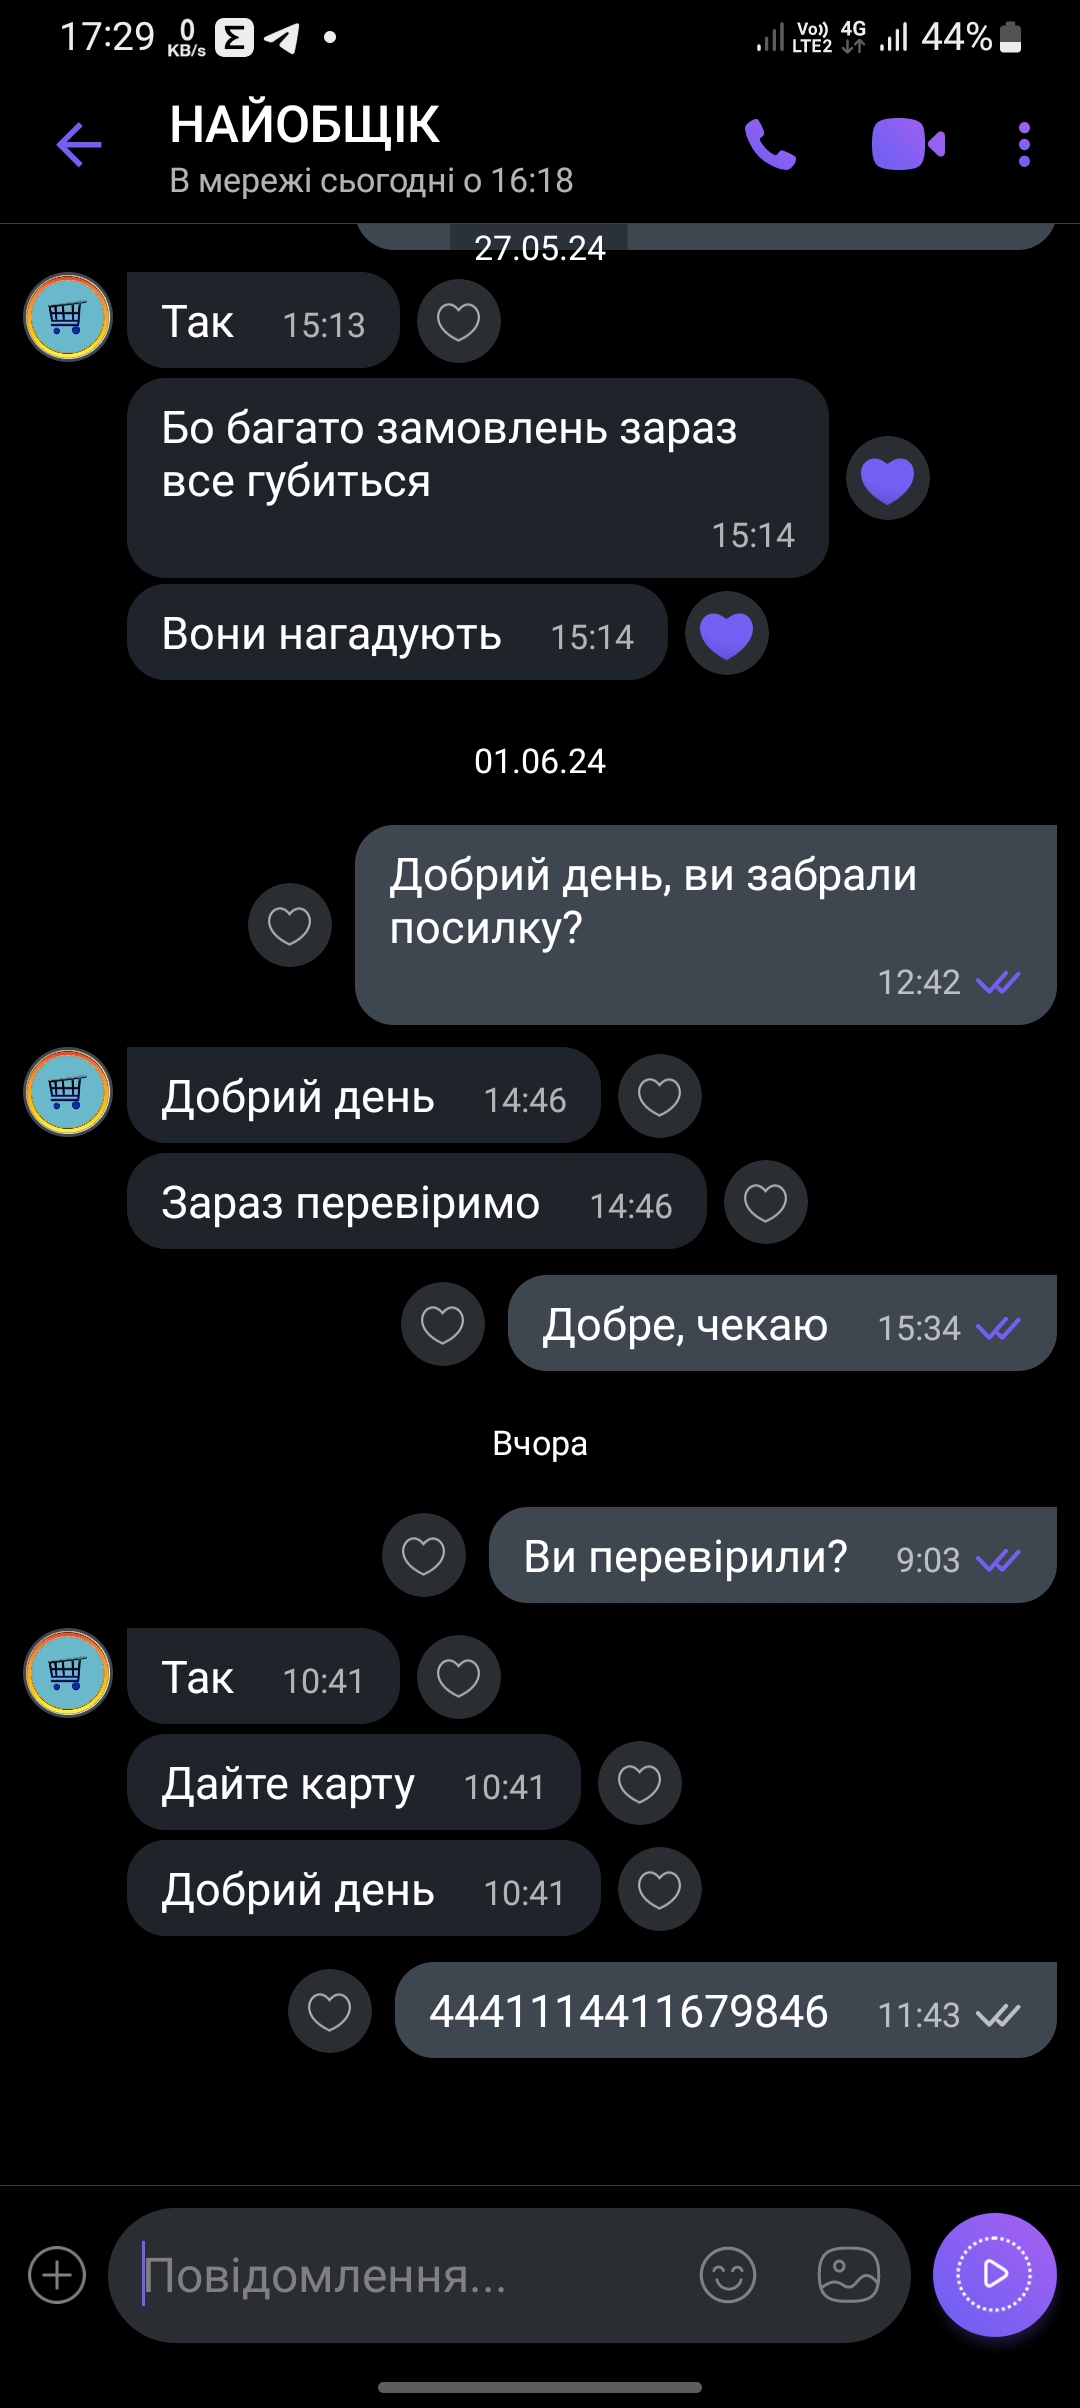 17:29 0 KB/s Vo)) LTE2 4G 44%
НАЙОБЩІК
В мережі сьогодні о 16:18
27.05.24
Так 15:13
Бо багато замовлень зараз
все губиться
15:14
Вони нагадують 15:14
01.06.24
Добрий день, ви забрали
посилку?
12:42
Добрий день 14:46
Зараз перевіримо 14:46
Добре, чекаю 15:34
Вчора
Ви перевірили? 9:03
Так 10:41
Дайте карту 10:41
Добрий день 10:41
4441114411679846 11:43
Повідомлення...